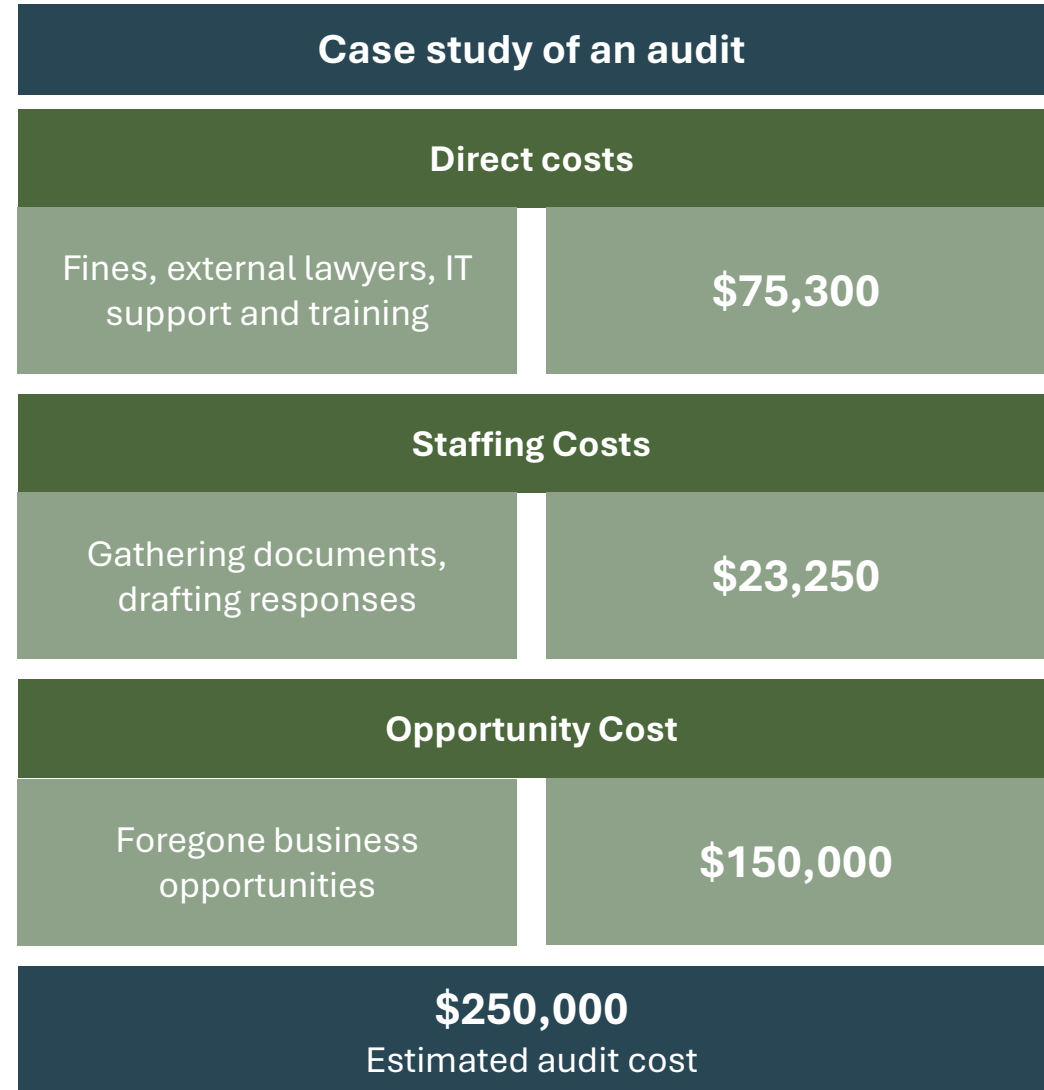 Case study of an audit
Direct costs
Fines, external lawyers, IT
support and training
$75,300
Staffing Costs
Gathering documents,
drafting responses
$23,250
Opportunity Cost
Foregone business
opportunities
$150,000
$250,000
Estimated audit cost